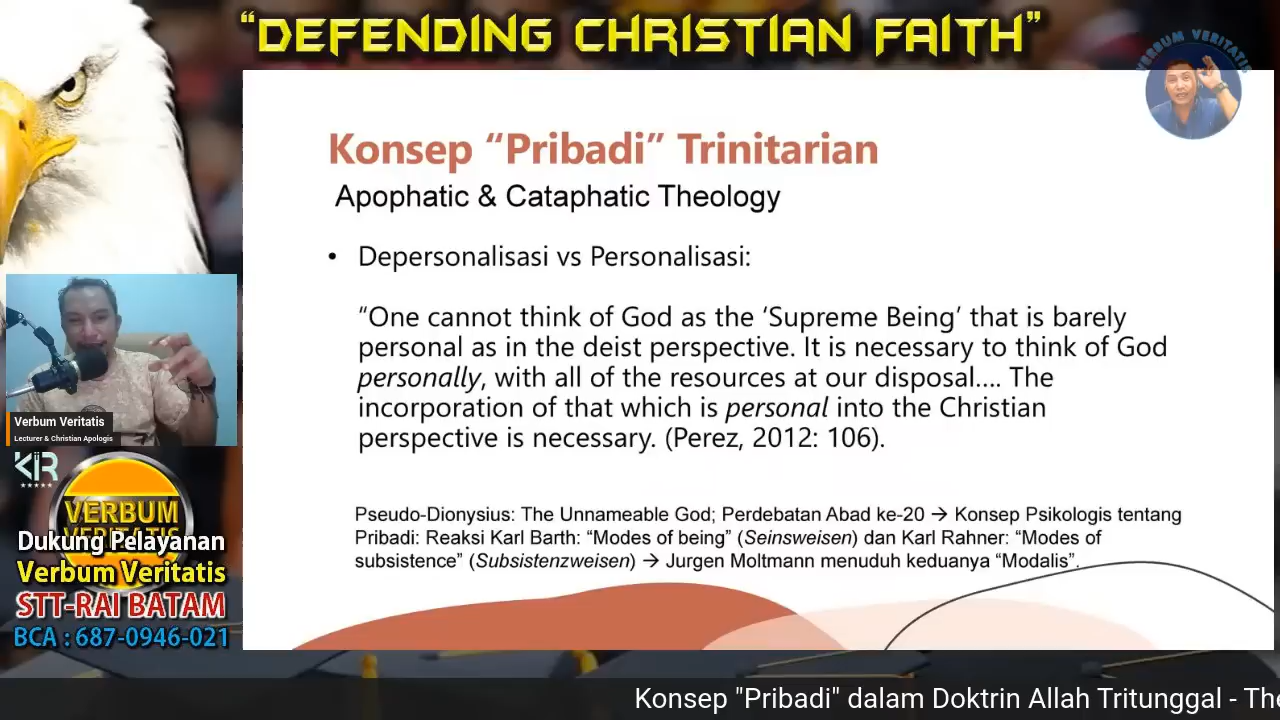 “DEFENDING CHRISTIAN FAITH”
VERBUM VERITATIS
Konsep “Pribadi” Trinitarian
Apophatic & Cataphatic Theology
• Depersonalisasi vs Personalisasi:
“One cannot think of God as the ‘Supreme Being’ that is barely
personal as in the deist perspective. It is necessary to think of God
personally, with all of the resources at our disposal…. The
incorporation of that which is personal into the Christian
perspective is necessary. (Perez, 2012: 106).
Pseudo-Dionysius: The Unnameable God; Perdebatan Abad ke-20 → Konsep Psikologis tentang
Pribadi: Reaksi Karl Barth: “Modes of being” (Seinsweisen) dan Karl Rahner: “Modes of
subsistence” (Subsistenzweisen) → Jurgen Moltmann menuduh keduanya “Modalis”.
Verbum Veritatis
Lecturer & Christian Apologis
KIR
VERBUM
VERITATIS
Dukung Pelayanan
Verbum Veritatis
STT-RAI BATAM
BCA : 687-0946-021
Konsep "Pribadi" dalam Doktrin Allah Tritunggal - The